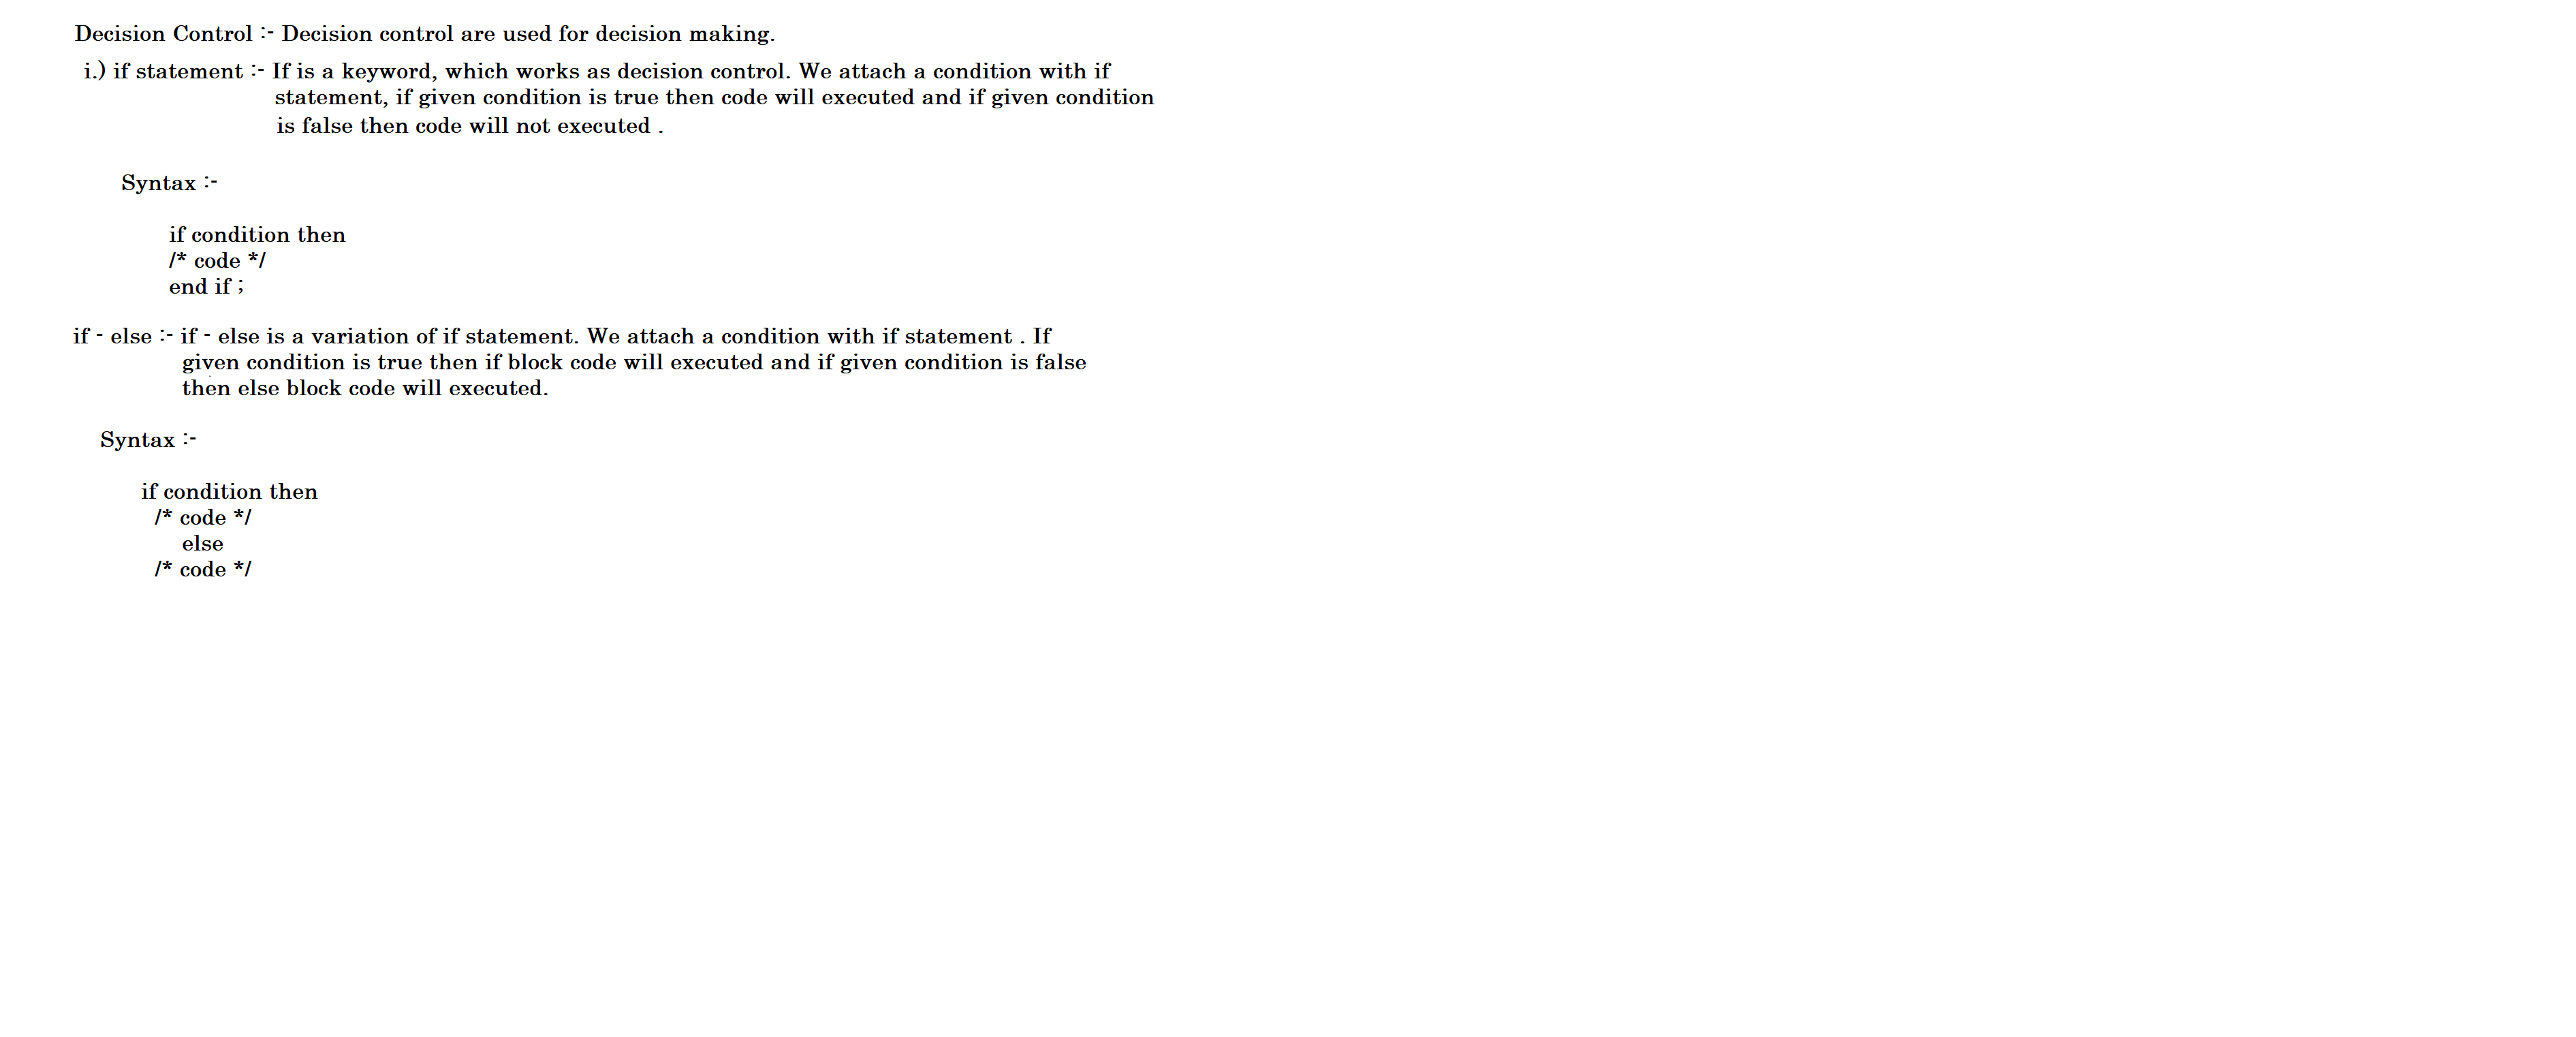 Decision Control :- Decision control are used for decision making.
i.) if statement :- If is a keyword, which works as decision control. We attach a condition with if
statement, if given condition is true then code will executed and if given condition
is false then code will not executed .
Syntax :-
if condition then
/* code */
end if ;
if - else :- if - else is a variation of if statement. We attach a condition with if statement . If
given condition is true then if block code will executed and if given condition is false
then else block code will executed.
Syntax :-
if condition then
/* code */
else
/* code */